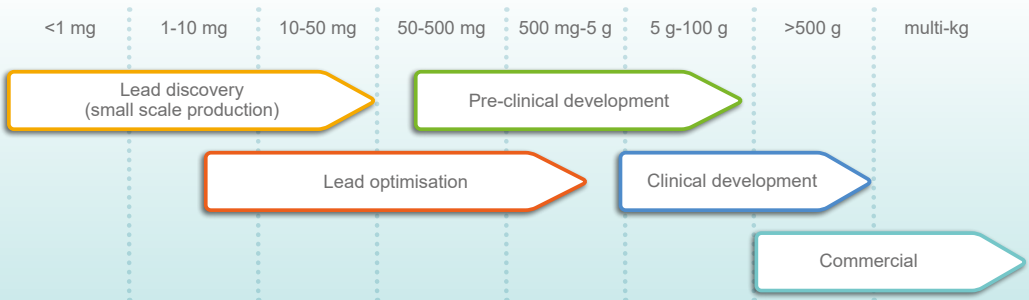 <1 mg
1-10 mg
10-50 mg
50-500 mg
500 mg-5 g
5 g-100 g
>500 g
multi-kg
Lead discovery
(small scale production)
Pre-clinical development
Lead optimisation
Clinical development
Commercial